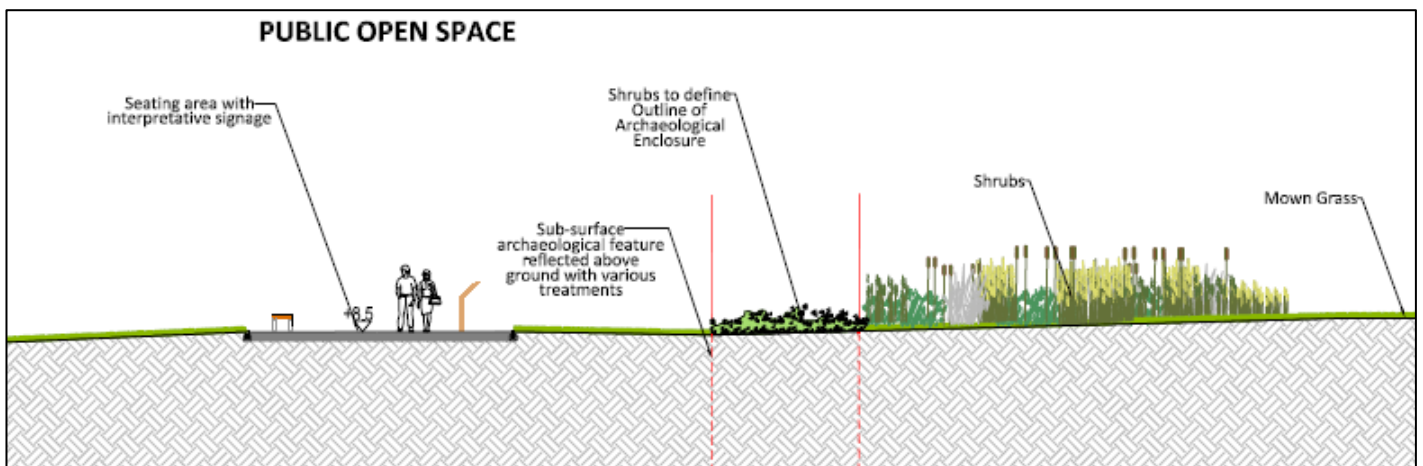 PUBLIC OPEN SPACE
Seating area with
interpretative signage
Shrubs to define
Outline of
Archaeological
Enclosure
Shrubs
Mown Grass
Sub-surface
archaeological feature
reflected above
ground with various
treatments
+8.5